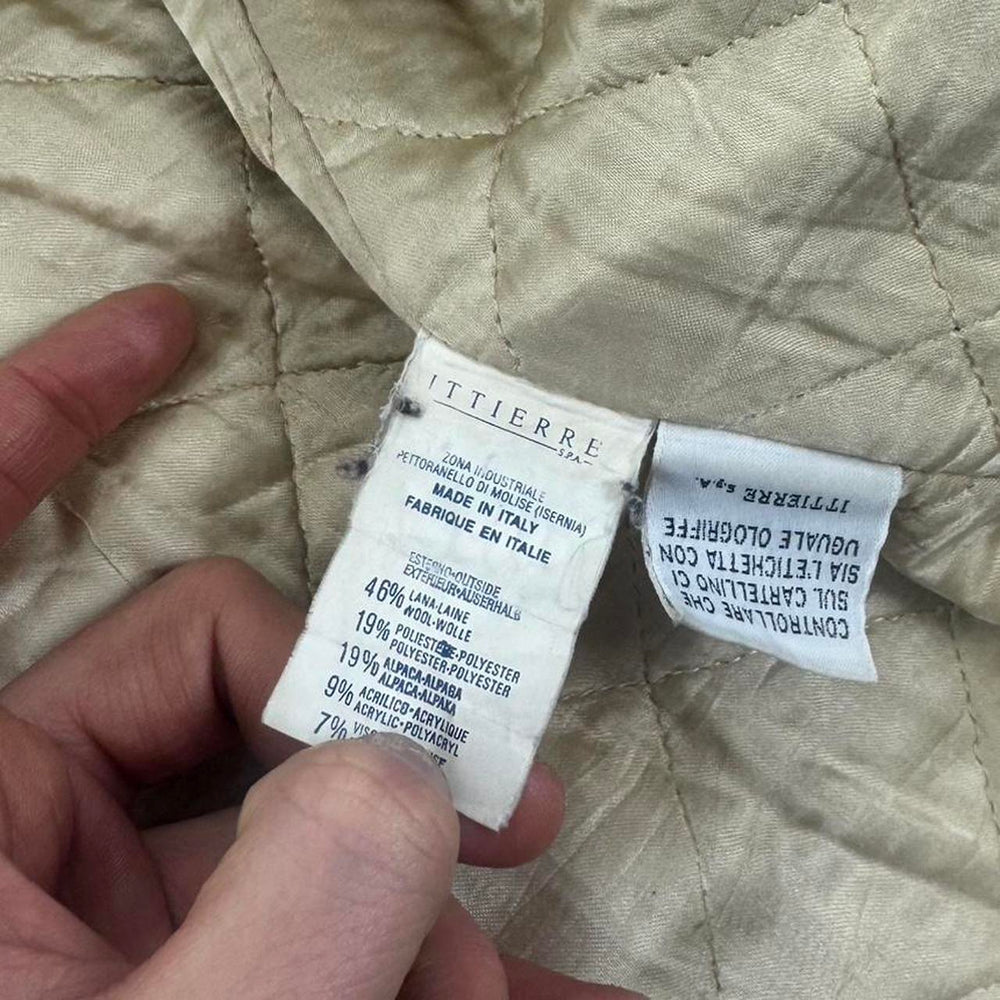 ITTIERRE
S.P.A.
ZONA INDUSTRIALE
PETTORANELLO DI MOLISE (ISERNIA)
MADE IN ITALY
FABRIQUE EN ITALIE
ESTERNO•OUTSIDE
EXTERIEUR•AUSERHALB
46% LANA•LAINE
WOOL•WOLLE
19% POLIESTERE•POLYESTER
POLYESTER•POLYESTER
19% ALPACA•ALPAGA
ALPACA•ALPAKA
9% ACRILICO•ACRYLIQUE
ACRYLIC•POLYACRYL
7%
CONTROLLARE CHE
SUL CARTELLINO CI
SIA L'ETICHETTA CON
UGUALE OLOGRIFFE
ITTIERRE S.p.A.